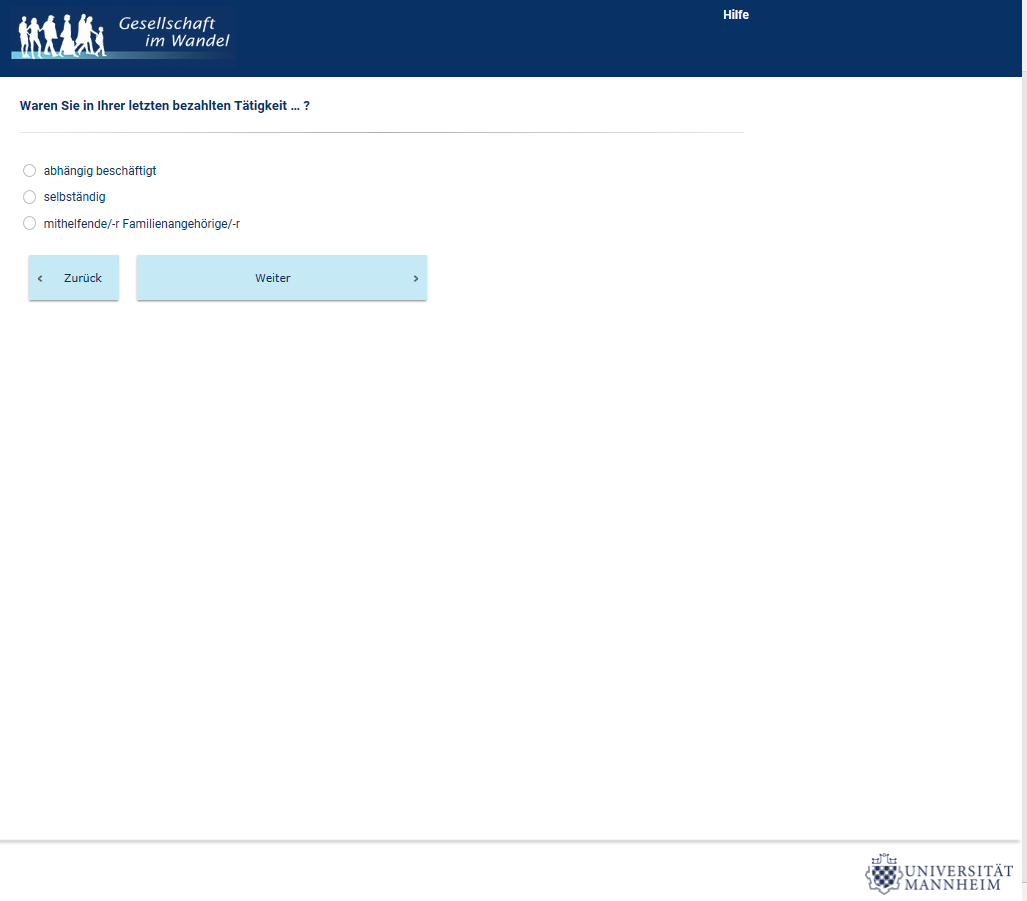 Gesellschaft
im Wandel
Hilfe
Waren Sie in Ihrer letzten bezahlten Tätigkeit ... ?
abhängig beschäftigt
selbständig
mithelfende/-r Familienangehörige/-r
‹ Zurück
Weiter ›
UNIVERSITÄT
MANNHEIM